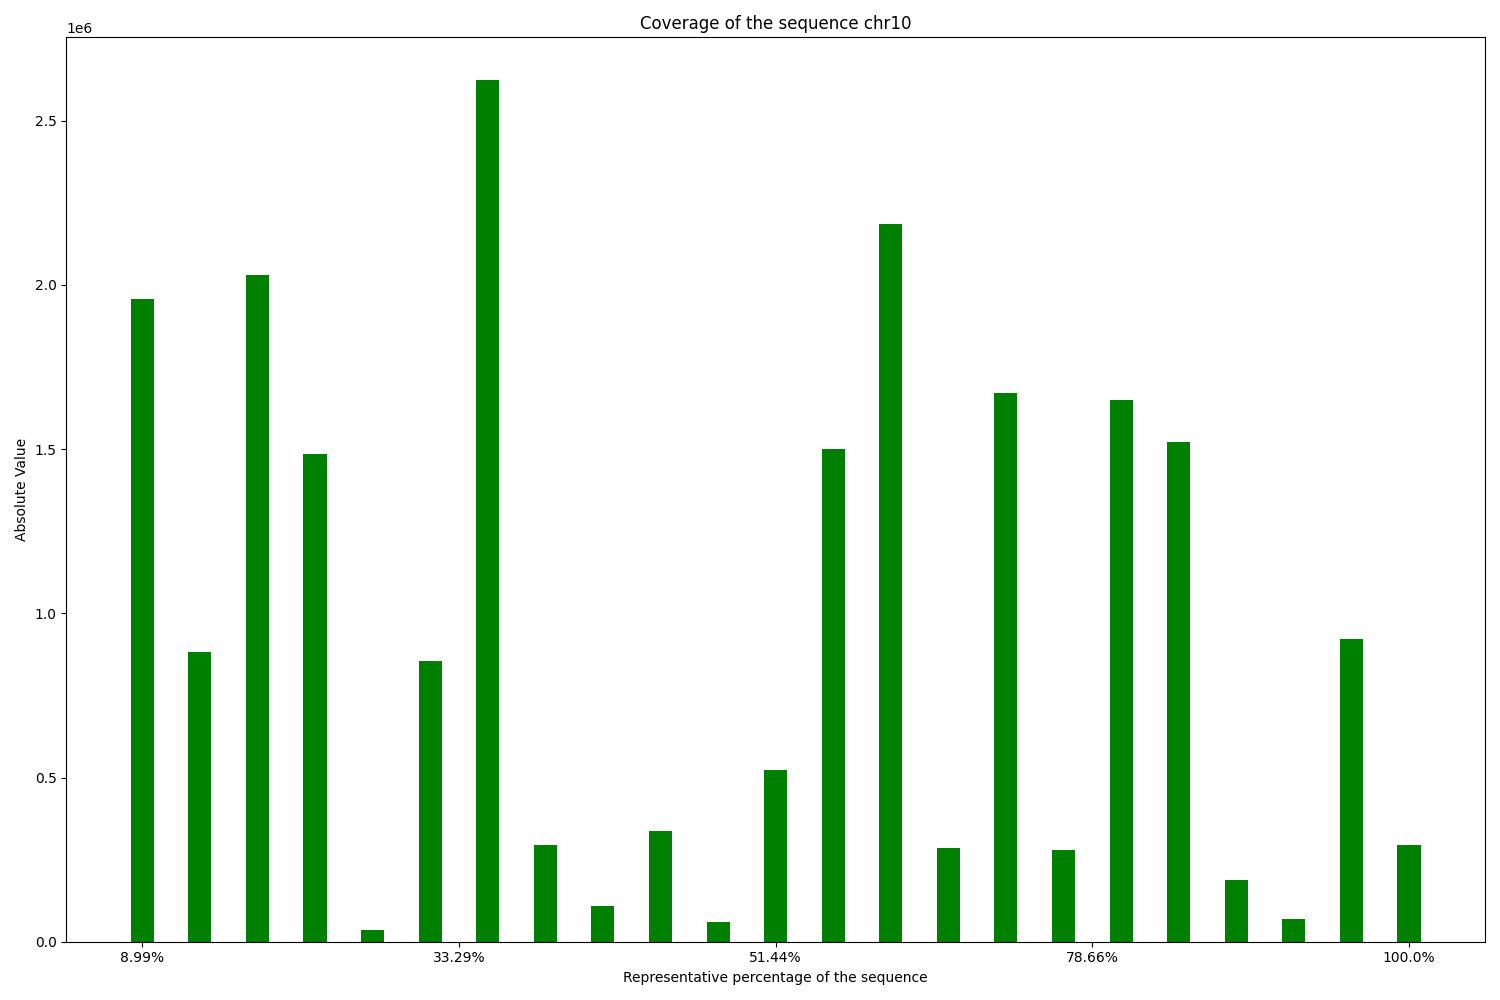 Coverage of the sequence chr10
1e6
2.5
2.0
1.5
1.0
0.5
0.0
Absolute Value
8.99% 33.29% 51.44% 78.66% 100.0%
Representative percentage of the sequence